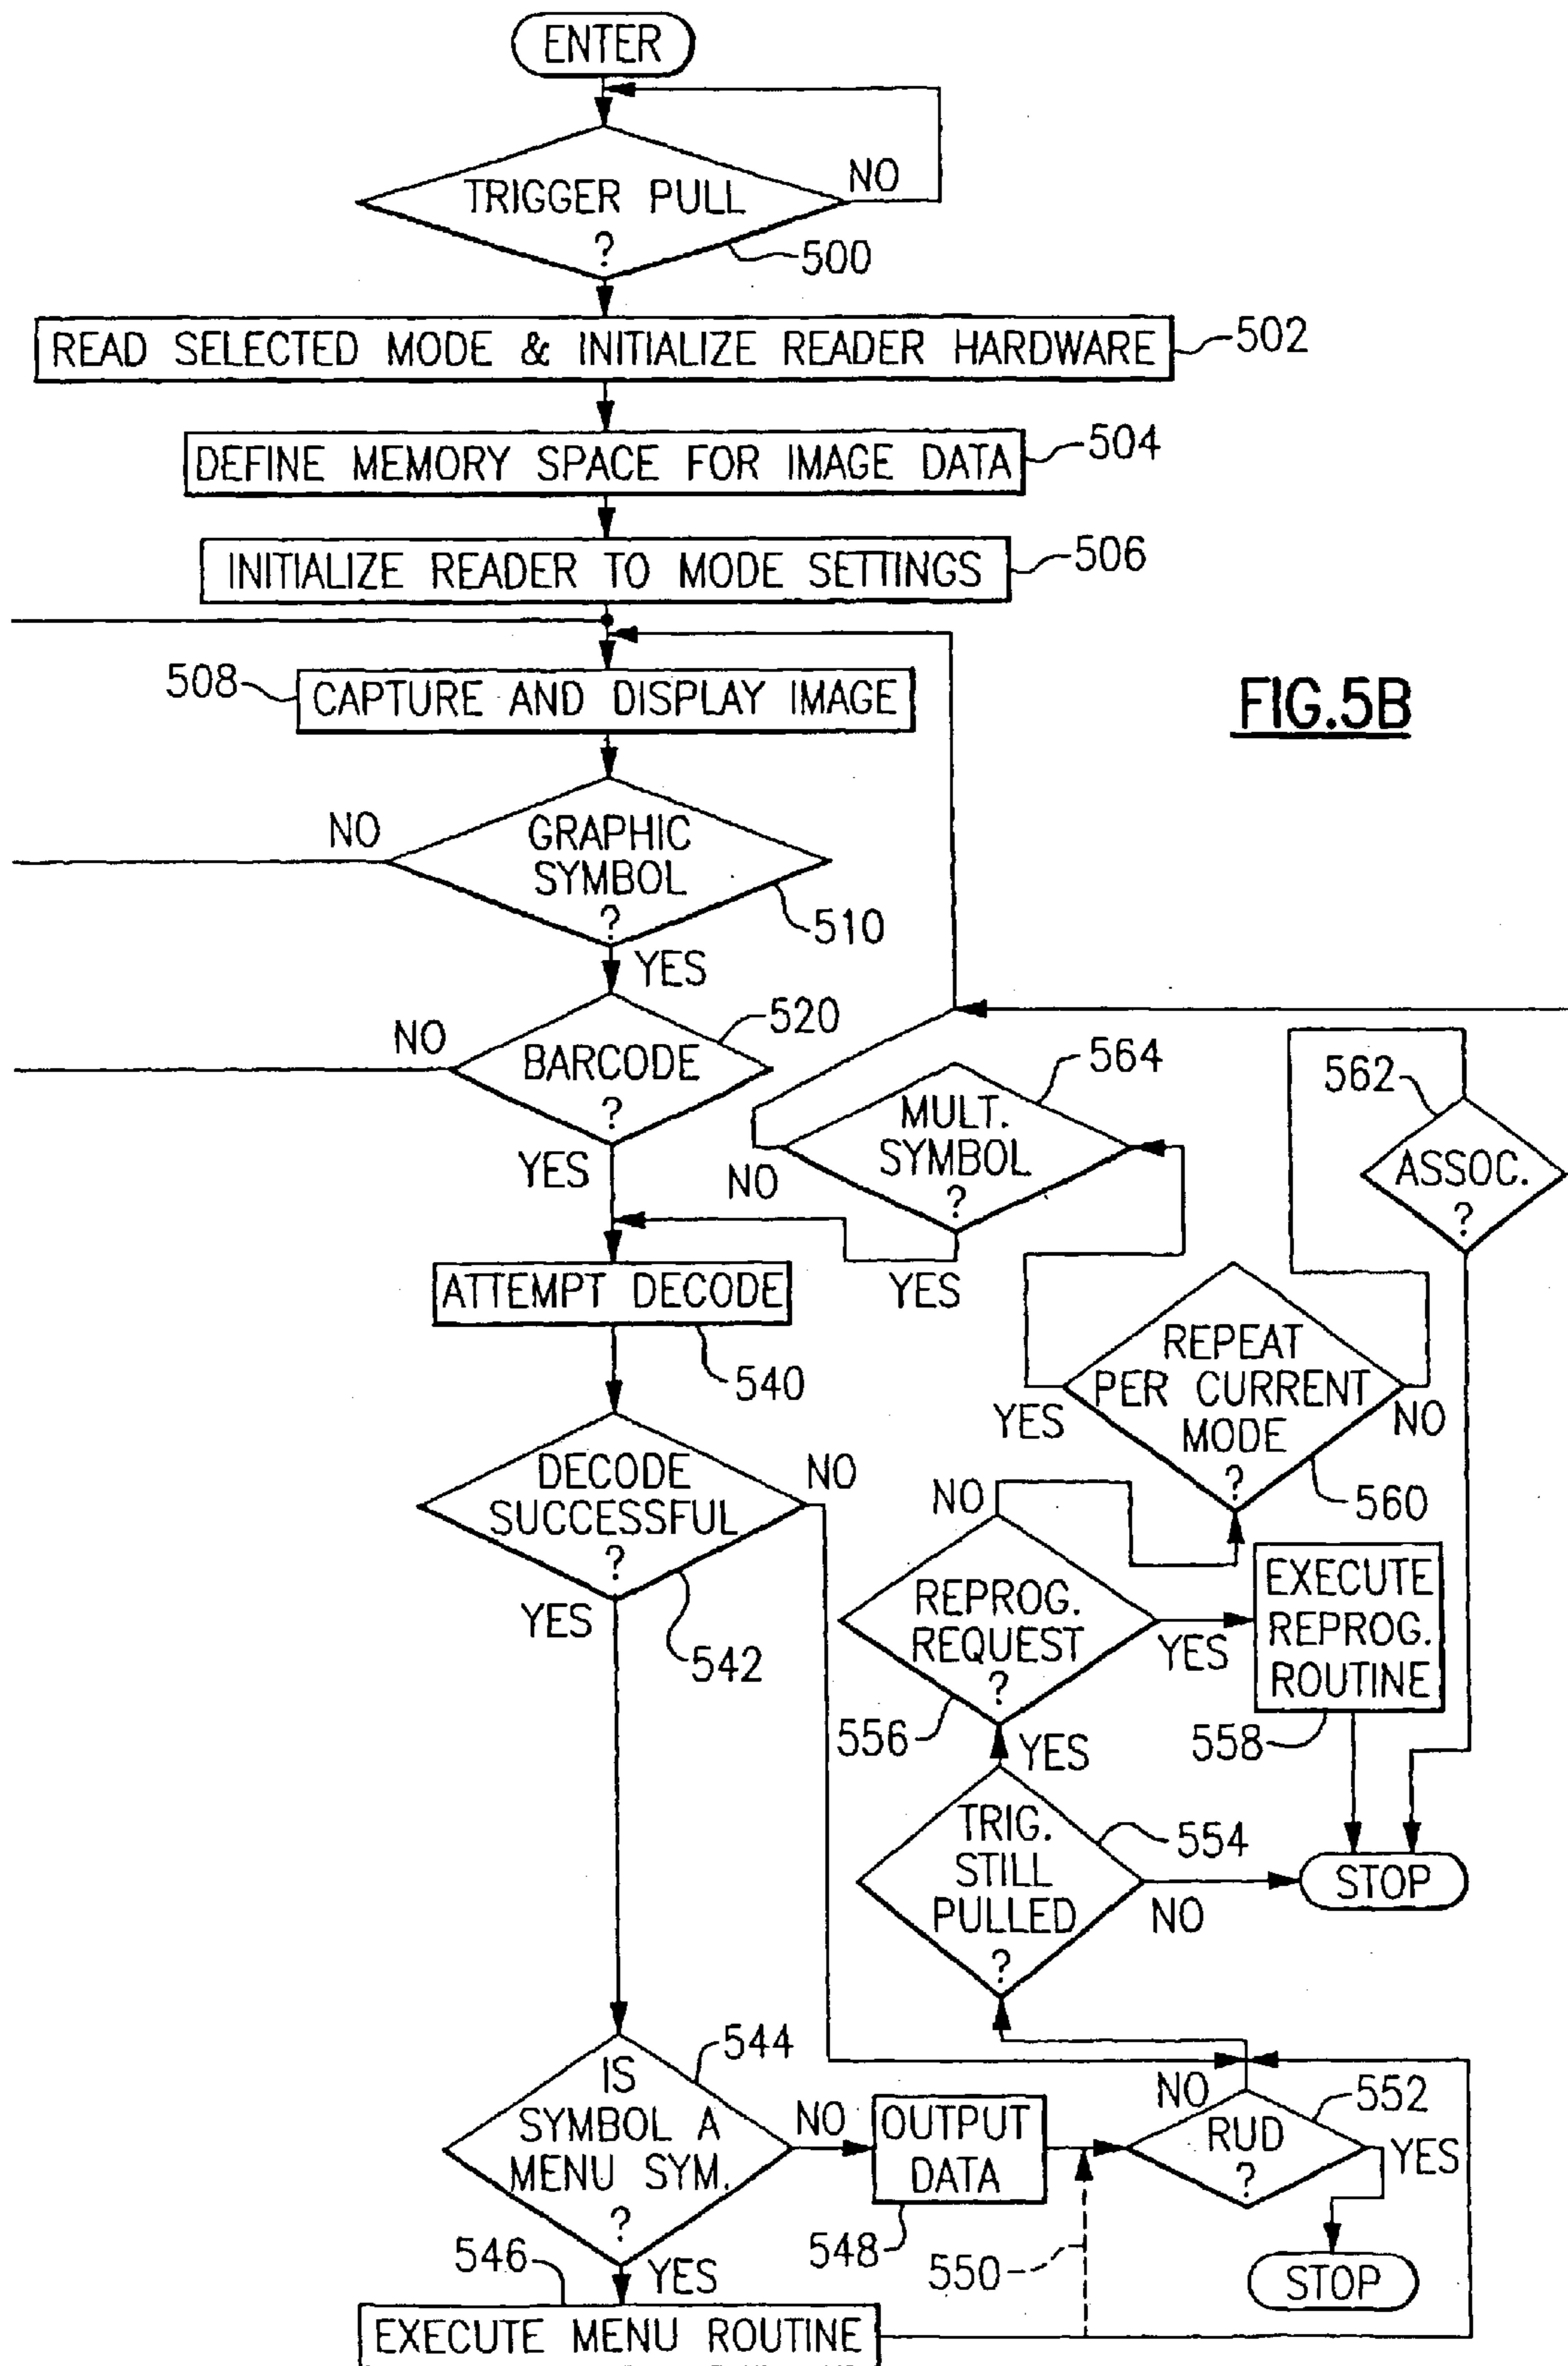 ENTER
TRIGGER PULL
?
NO
500
READ SELECTED MODE & INITIALIZE READER HARDWARE
502
DEFINE MEMORY SPACE FOR IMAGE DATA
504
INITIALIZE READER TO MODE SETTINGS
506
508
CAPTURE AND DISPLAY IMAGE
FIG.5B
NO
GRAPHIC
SYMBOL
?
510
YES
NO
BARCODE
?
520
YES
564
MULT.
SYMBOL
?
NO
YES
562
ASSOC.
?
ATTEMPT DECODE
540
REPEAT
PER CURRENT
MODE
?
YES
NO
560
DECODE
SUCCESSFUL
?
NO
YES
542
NO
REPROG.
REQUEST
?
YES
556
EXECUTE
REPROG.
ROUTINE
558
YES
TRIG.
STILL
PULLED
?
554
NO
STOP
IS
SYMBOL A
MENU SYM.
?
544
NO
OUTPUT
DATA
548
550
NO
RUD
?
552
YES
STOP
546
YES
EXECUTE MENU ROUTINE